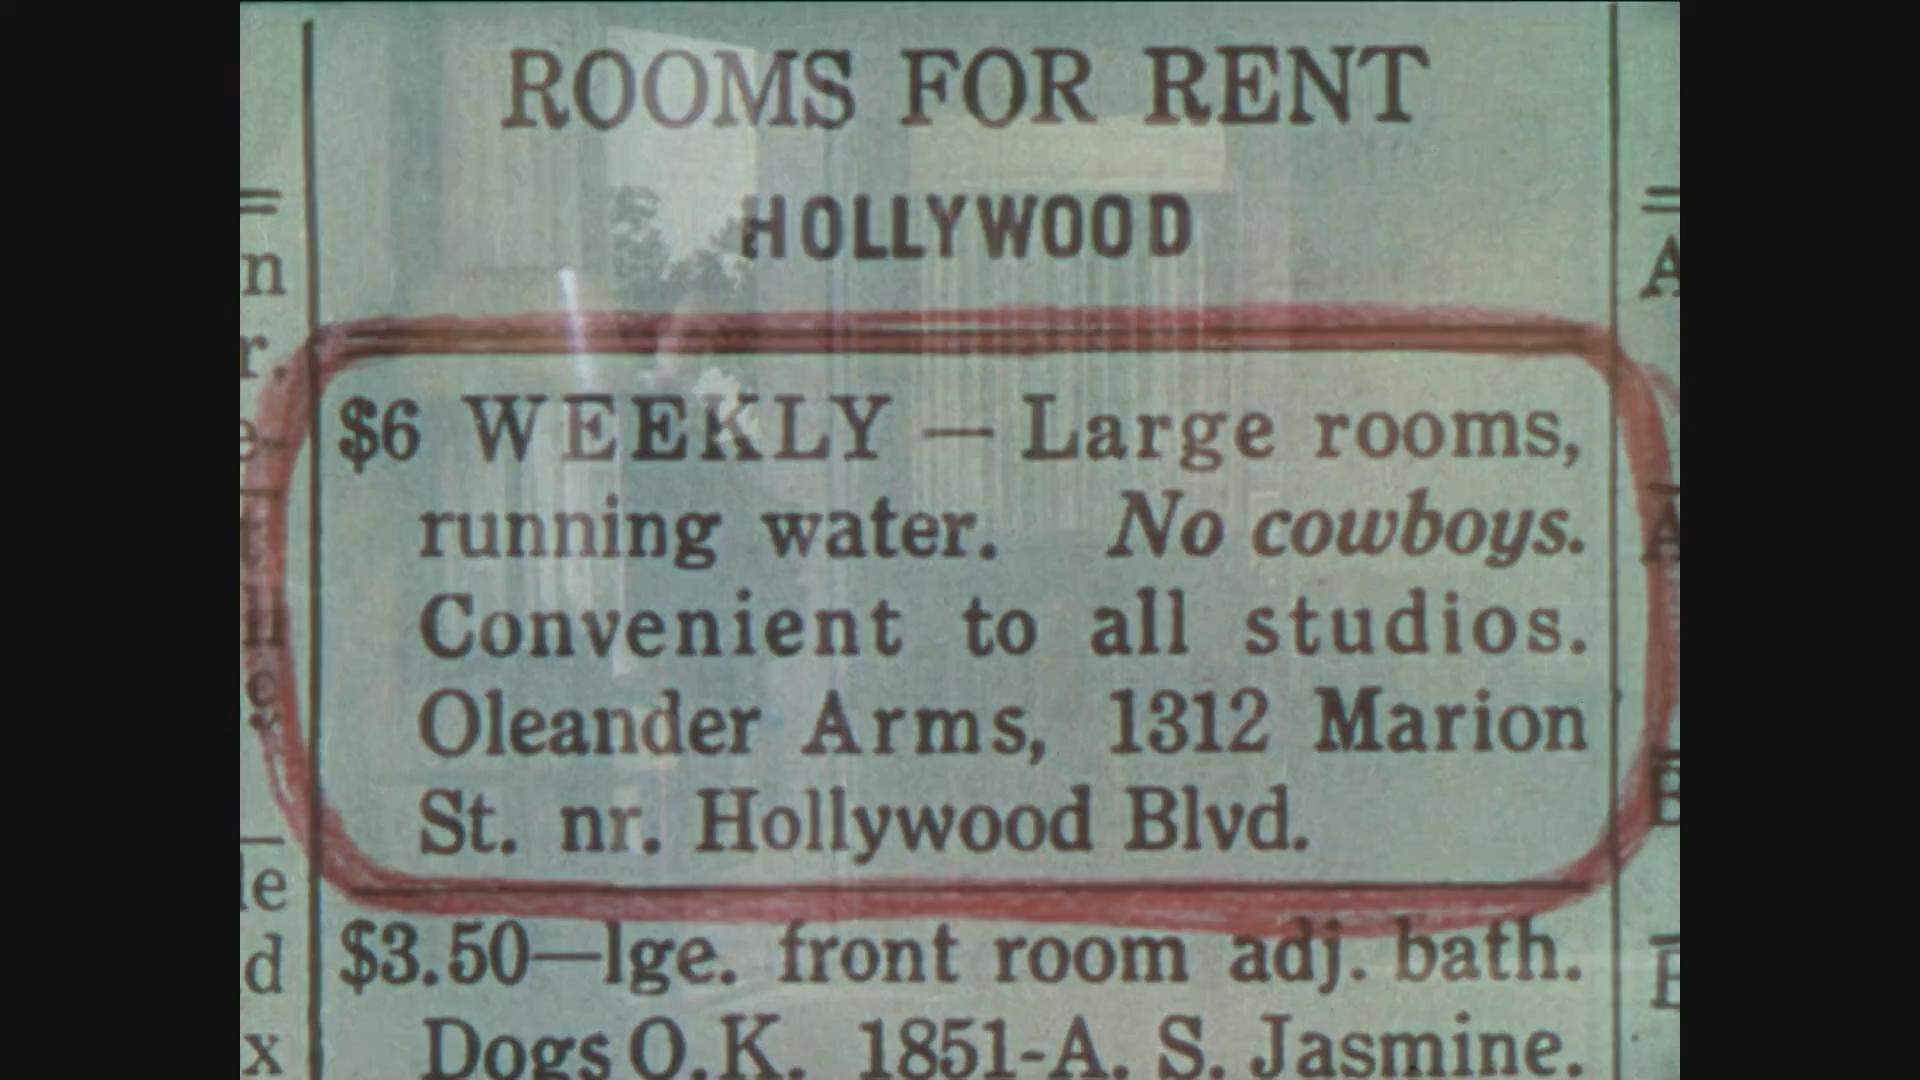 ROOMS FOR RENT
HOLLYWOOD
$6 WEEKLY — Large rooms,
running water. No cowboys.
Convenient to all studios.
Oleander Arms, 1312 Marion
St. nr. Hollywood Blvd.
$3.50—lge. front room adj. bath.
Dogs O.K. 1851-A. S. Jasmine.